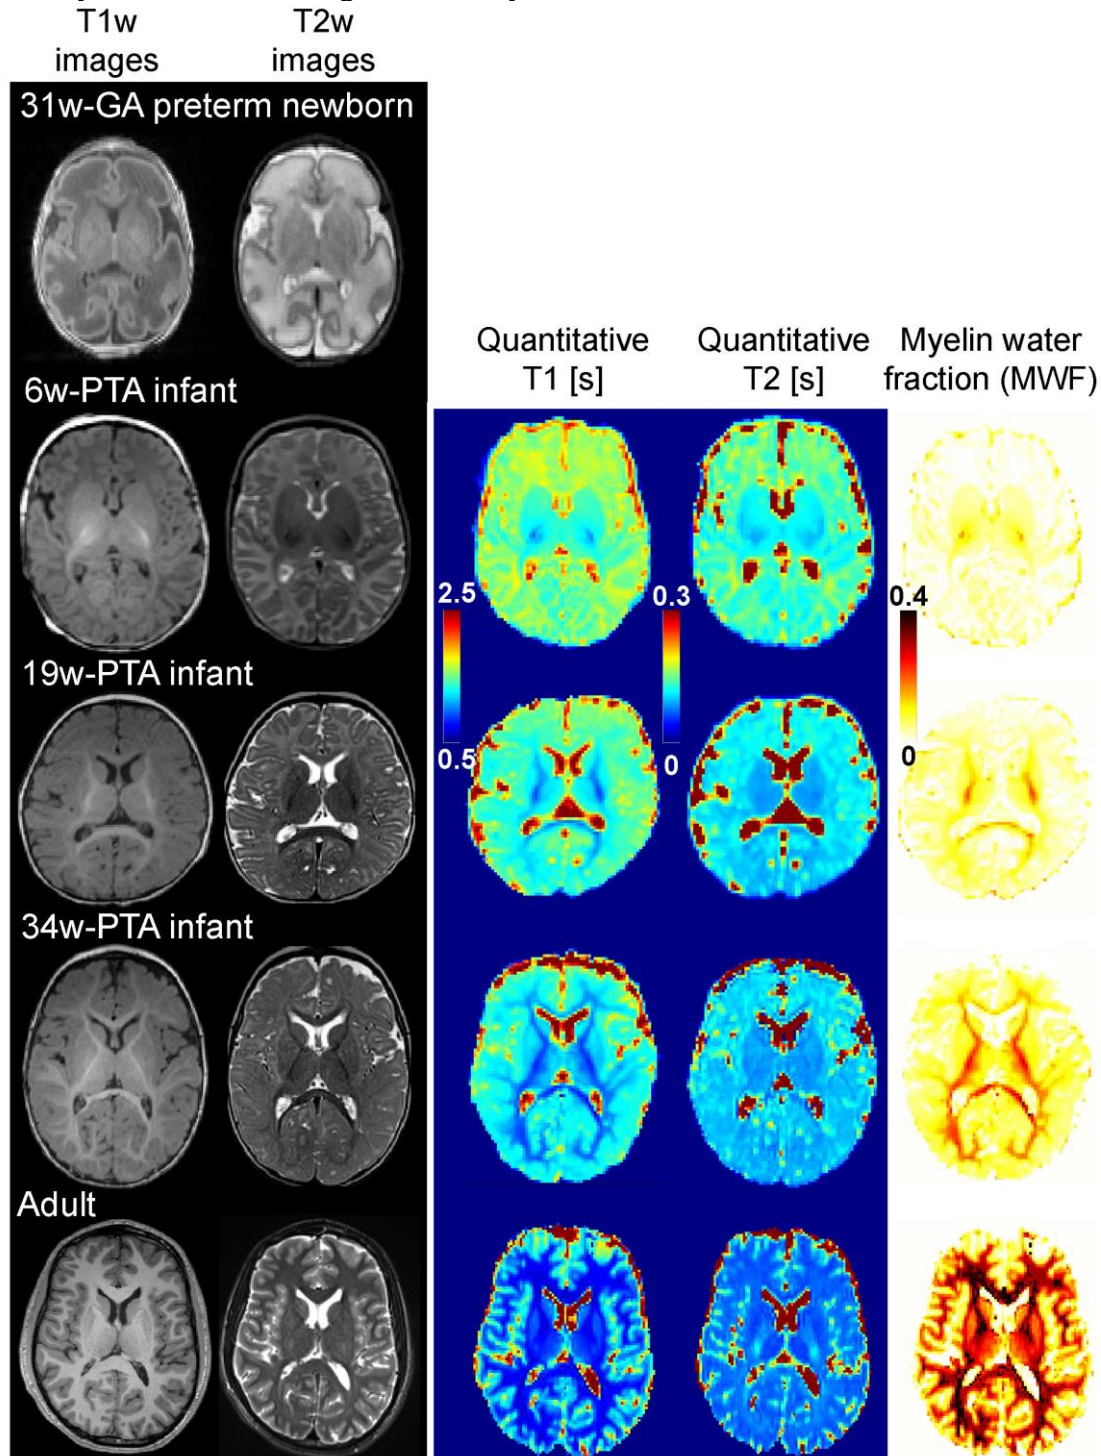 T1w
images
T2w
images
31w-GA preterm newborn
6w-PTA infant
Quantitative
T1 [s]
Quantitative
T2 [s]
Myelin water
fraction (MWF)
2.5
0.5
0.3
0
0.4
0
19w-PTA infant
34w-PTA infant
Adult